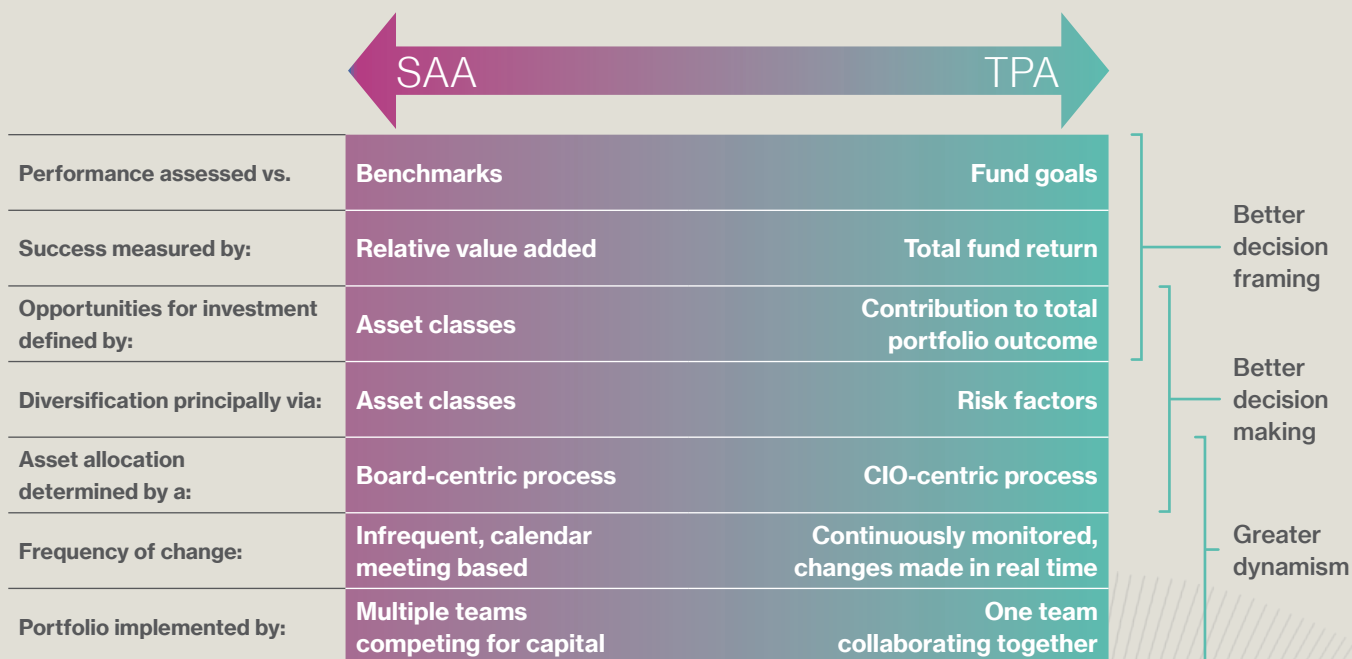 SAA TPA
Performance assessed vs. Benchmarks Fund goals
Success measured by: Relative value added Total fund return
Better
decision
framing
Opportunities for investment
defined by:
Asset classes
Contribution to total
portfolio outcome
Diversification principally via: Asset classes Risk factors
Better
decision
making
Asset allocation
determined by a:
Board-centric process CIO-centric process
Frequency of change:
Infrequent, calendar
meeting based
Continuously monitored,
changes made in real time
Greater
dynamism
Portfolio implemented by:
Multiple teams
competing for capital
One team
collaborating together